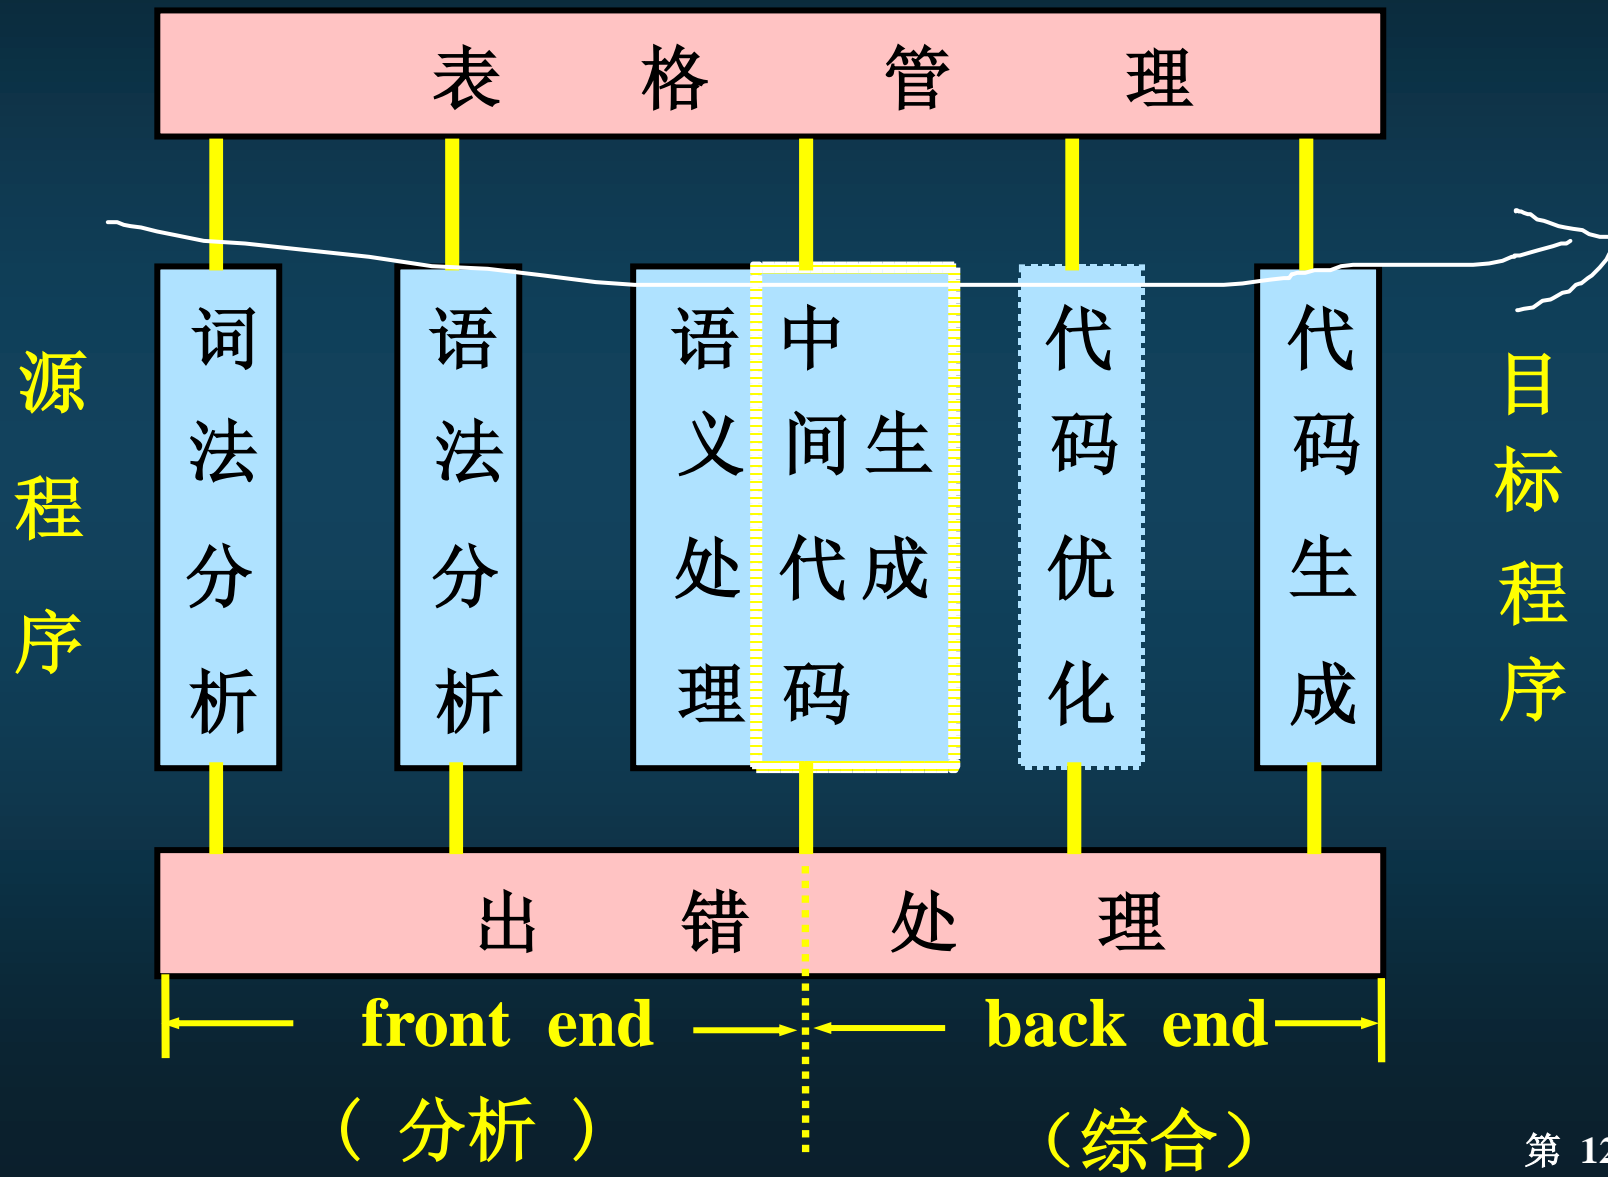 表 格 管 理
源程序
词法分析
语法分析
语义处理
中间代码
生成
代码优化
代码生成
目标程序
出 错 处 理
front end
back end
（ 分析 ）
（综合）
第 12